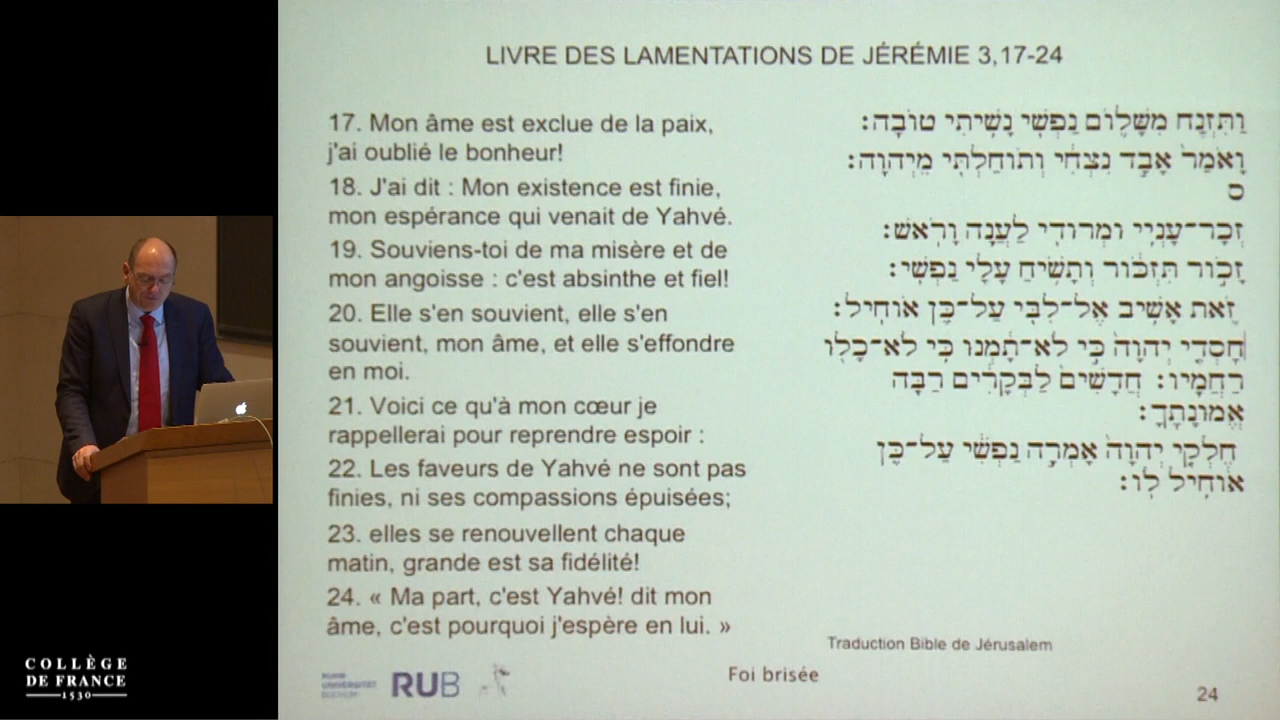 LIVRE DES LAMENTATIONS DE JÉRÉMIE 3,17-24
17. Mon âme est exclue de la paix,
j'ai oublié le bonheur!
18. J'ai dit : Mon existence est finie,
mon espérance qui venait de Yahvé.
19. Souviens-toi de ma misère et de
mon angoisse : c'est absinthe et fiel!
20. Elle s'en souvient, elle s'en
souvient, mon âme, et elle s'effondre
en moi.
21. Voici ce qu'à mon cœur je
rappellerai pour reprendre espoir :
22. Les faveurs de Yahvé ne sont pas
finies, ni ses compassions épuisées;
23. elles se renouvellent chaque
matin, grande est sa fidélité!
24. « Ma part, c'est Yahvé! dit mon
âme, c'est pourquoi j'espère en lui. »
וַתִּזְנַח מִשָּׁלוֹם נַפְשִׁי נָשִׁיתִי טוֹבָה׃
וָאֹמַר אָבַד נִצְחִי וְתוֹחַלְתִּי מֵיְהוָה׃
ס
זְכָר־עָנְיִי וּמְרוּדִי לַעֲנָה וָרֹאשׁ׃
זָכוֹר תִּזְכּוֹר וְתָשִׁיחַ עָלַי נַפְשִׁי׃
זֹאת אָשִׁיב אֶל־לִבִּי עַל־כֵּן אוֹחִיל׃
חַסְדֵי יְהוָה כִּי לֹא־תָמְנוּ כִּי לֹא־כָלוּ
רַחֲמָיו׃ חֲדָשִׁים לַבְּקָרִים רַבָּה
אֱמוּנָתֶךָ׃
חֶלְקִי יְהוָה אָמְרָה נַפְשִׁי עַל־כֵּן
אוֹחִיל לוֹ׃
Traduction Bible de Jérusalem
RUHR
UNIVERSITÄT
BOCHUM
RUB
Foi brisée
24
COLLÈGE
DE FRANCE
1530